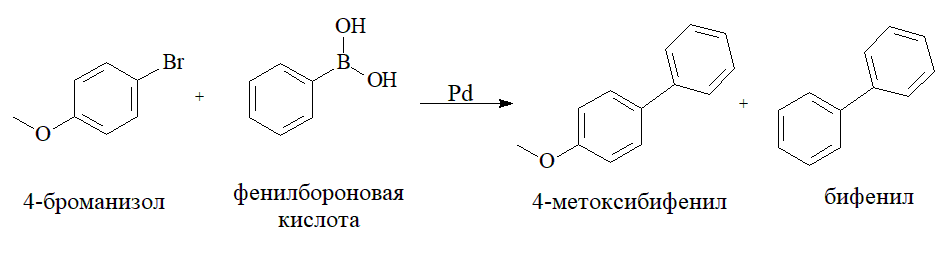 Br
O
+
B
OH
OH
Pd
O
+
4-броманизол
фенилбороновая
кислота
4-метоксибифенил
бифенил